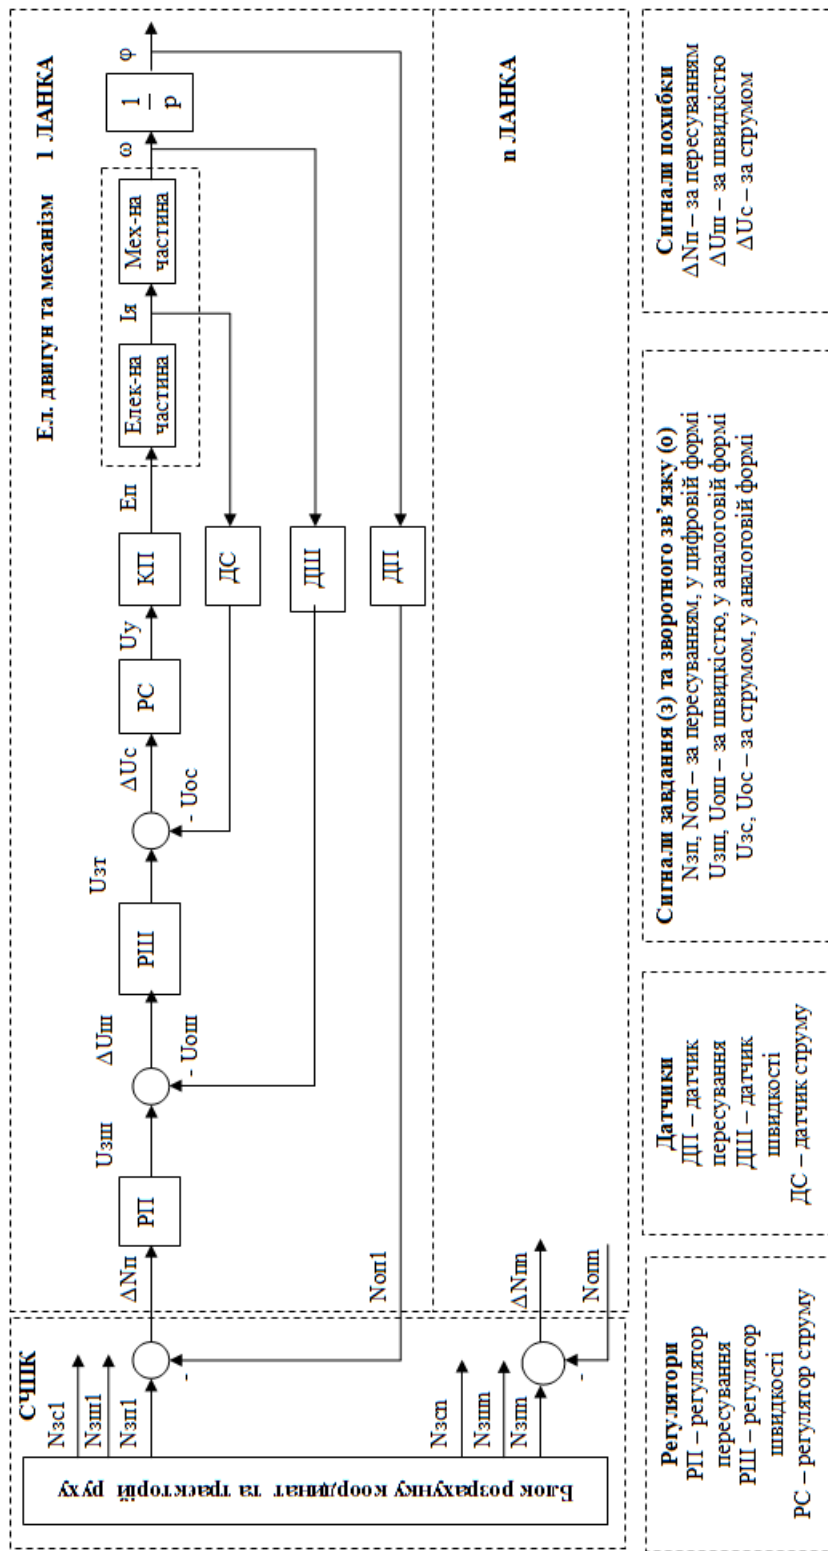 СЧПК
Блок розрахунку координат та траєкторій руху
Nзс1
Nзш1
Nзп1
-
Nзсn
Nзшn
Nзпn
-
Ел. двигун та механізм
1 ЛАНКА
ΔNп
РП
Uзш
ΔUш
- Uош
РШ
Uзт
ΔUс
- Uос
РС
Uу
КП
Еп
Елек-на
частина
Ія
Мех-на
частина
ω
1
р
φ
ДС
ДШ
ДП
Nоп1
n ЛАНКА
ΔNпn
Nопn
Регулятори
РП – регулятор
пересування
РШ – регулятор
швидкості
РС – регулятор струму
Датчики
ДП – датчик
пересування
ДШ – датчик
швидкості
ДС – датчик струму
Сигнали завдання (з) та зворотного зв’язку (о)
Nзп, Nоп – за пересуванням, у цифровій формі
Uзш, Uош – за швидкістю, у аналоговій формі
Uзс, Uос – за струмом, у аналоговій формі
Сигнали похибки
ΔNп – за пересуванням
ΔUш – за швидкістю
ΔUс – за струмом